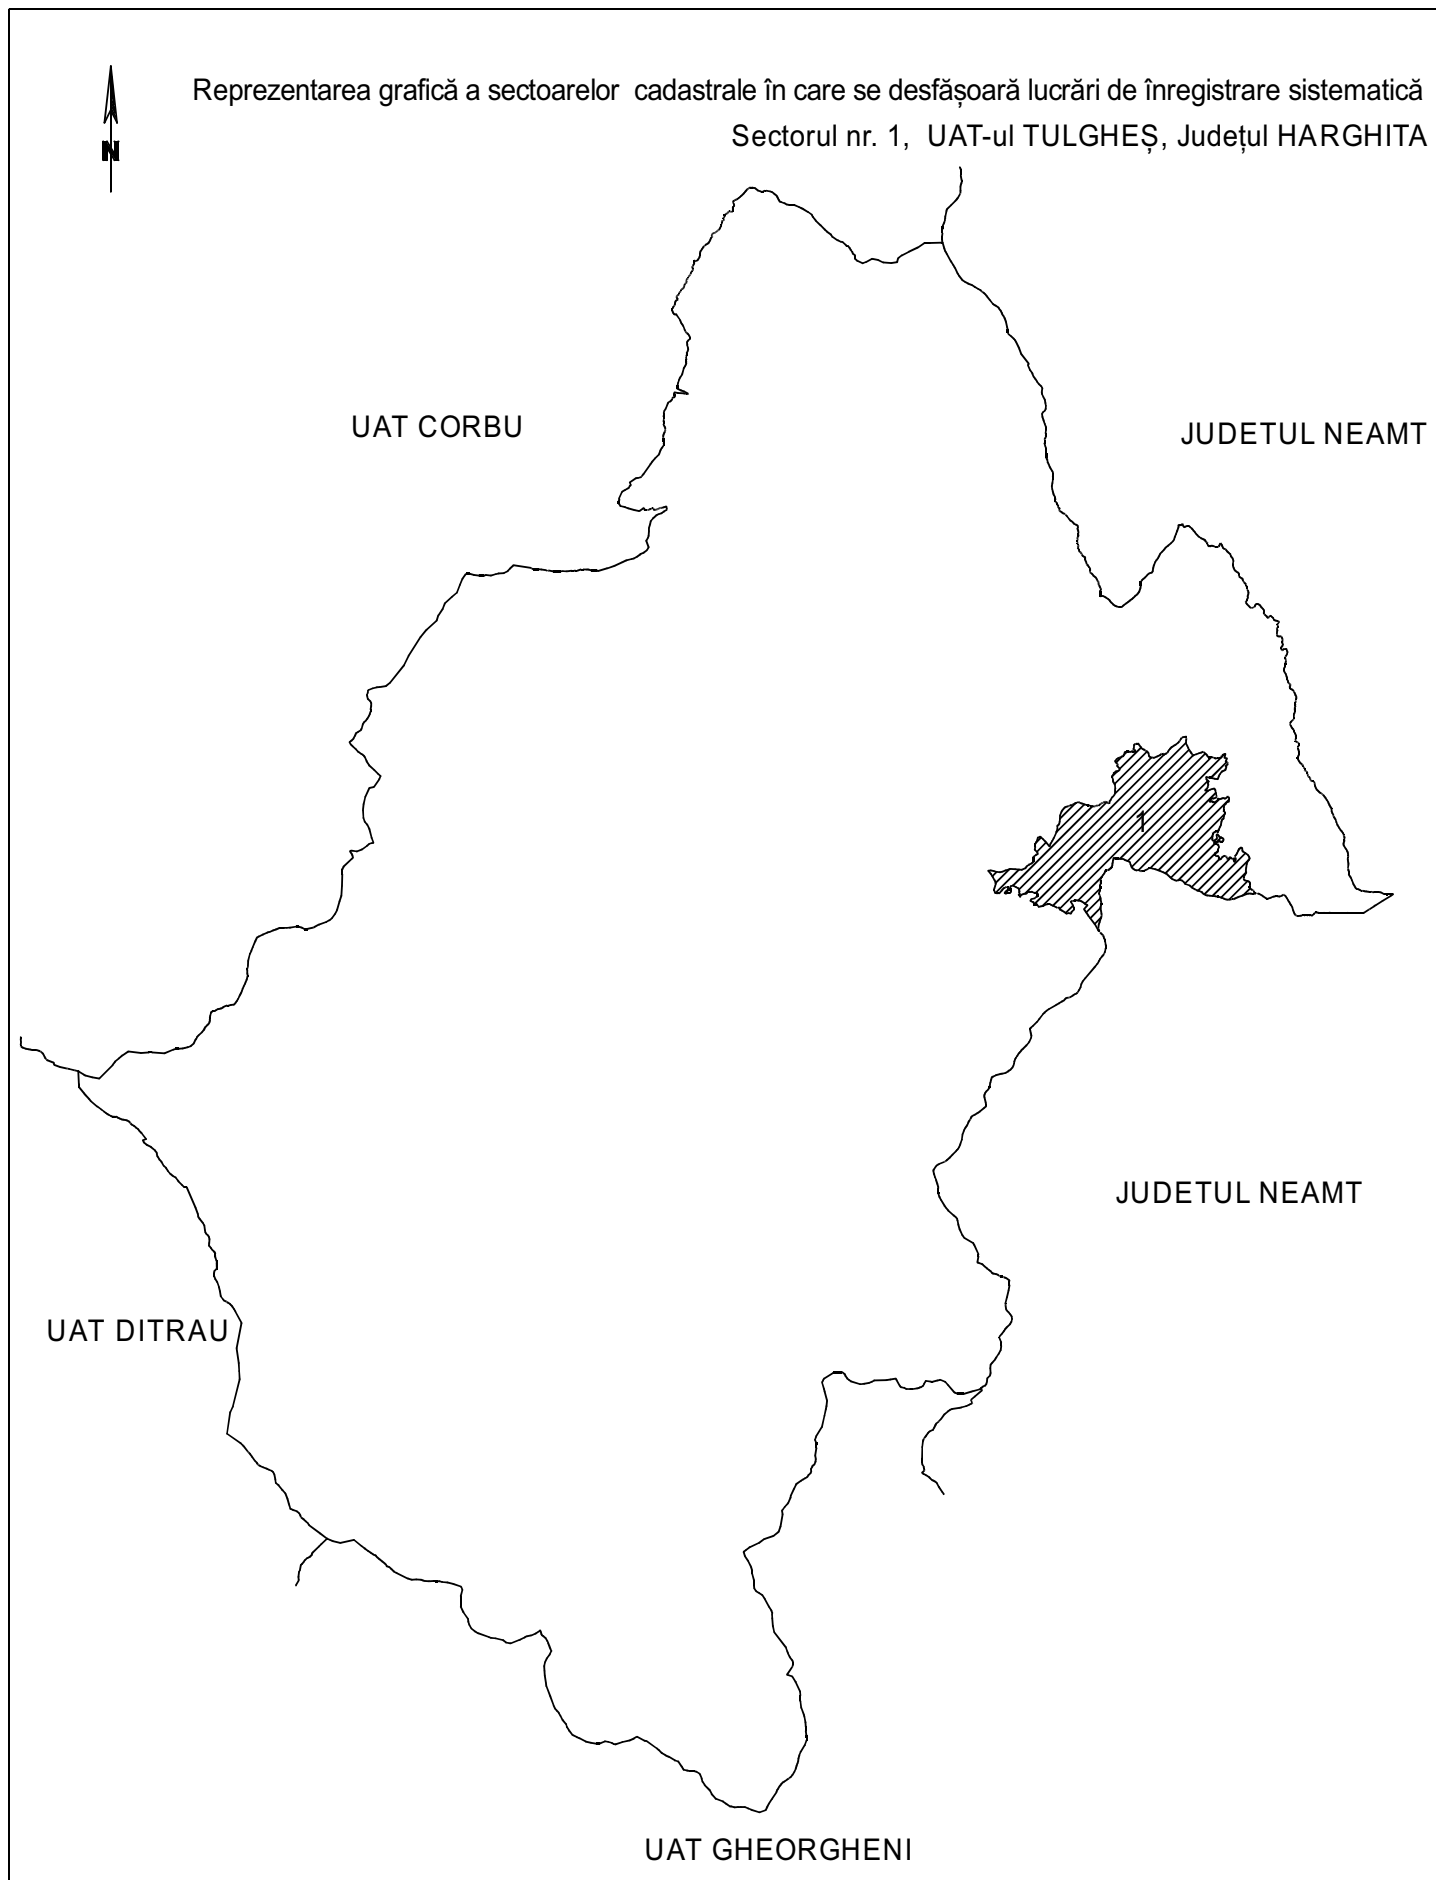 Reprezentarea grafică a sectoarelor cadastrale în care se desfășoară lucrări de înregistrare sistematică
Sectorul nr. 1, UAT-ul TULGHEȘ, Județul HARGHITA
N
UAT CORBU
JUDETUL NEAMT
1
JUDETUL NEAMT
UAT DITRAU
UAT GHEORGHENI